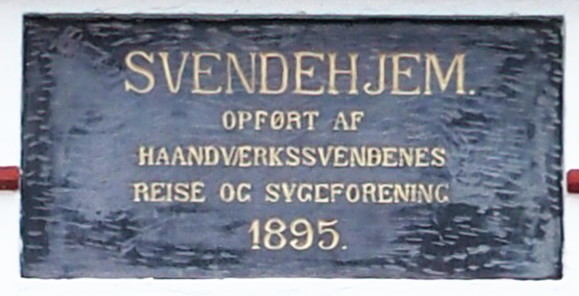 SVENDEHJEM.
OPFØRT AF
HAANDVÆRKSSVENDENES
REISE OG SYGEFORENING
1895.